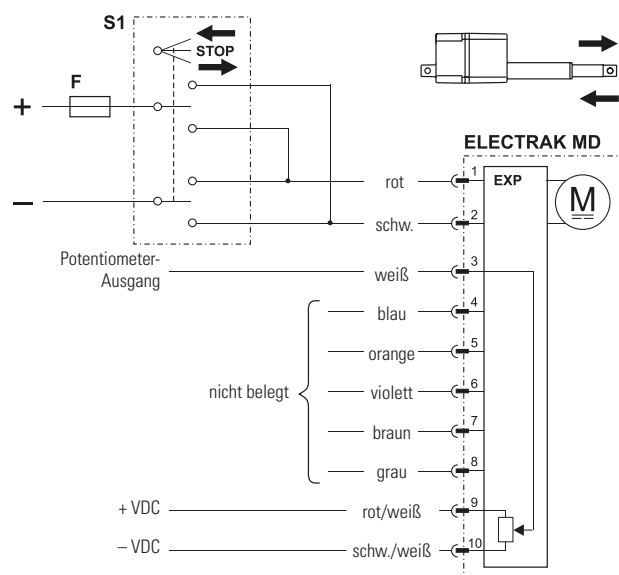 S1
STOP
F
+
–
ELECTRAK MD
EXP
M
rot
1
schw.
2
Potentiometer-
Ausgang
weiß
3
nicht belegt
blau
4
orange
5
violett
6
braun
7
grau
8
+ VDC
rot/weiß
9
– VDC
schw./weiß
10